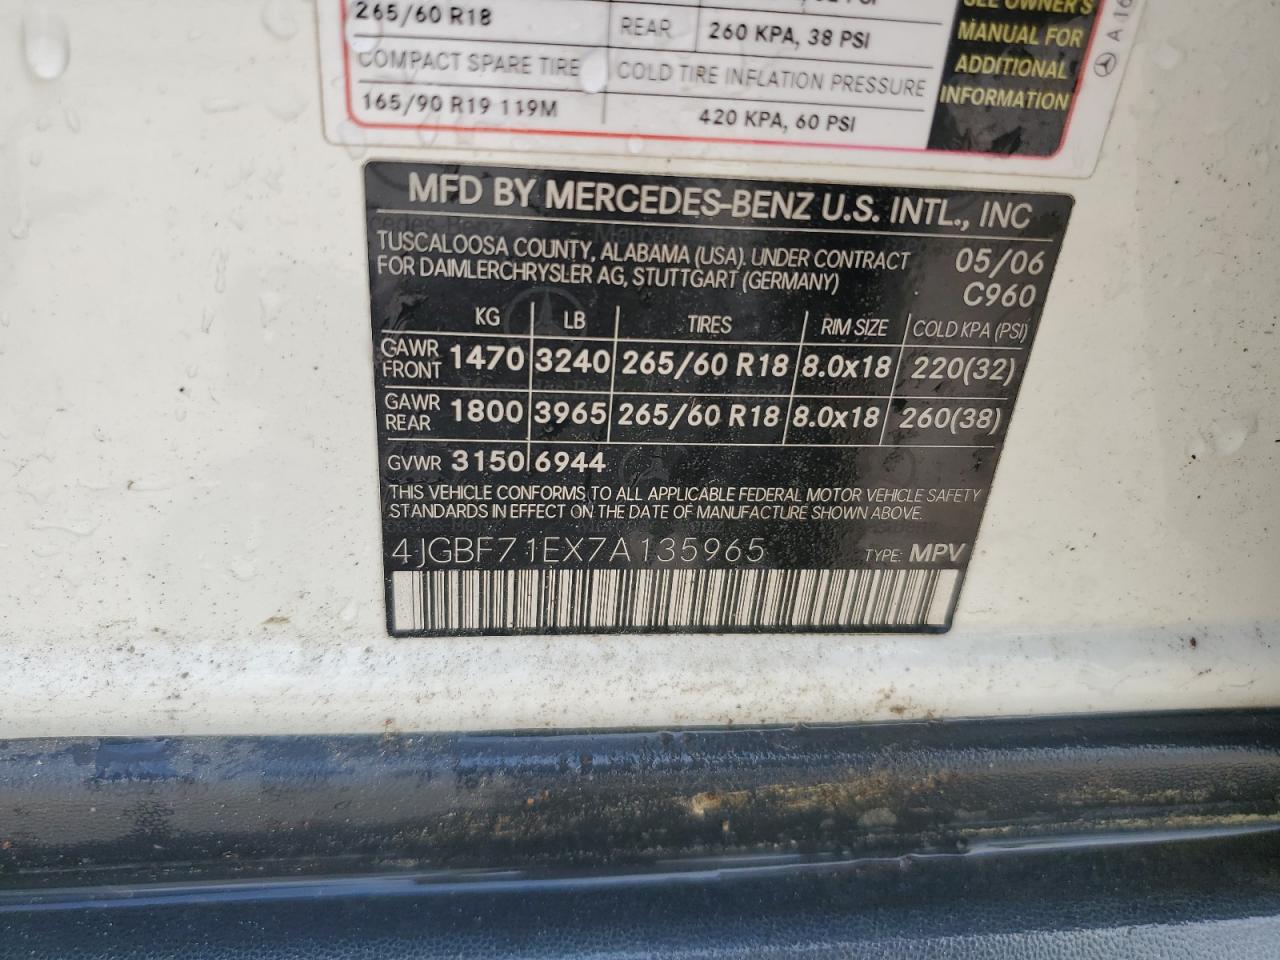 265/60 R18
REAR 260 KPA, 38 PSI
COMPACT SPARE TIRE COLD TIRE INFLATION PRESSURE
165/90 R19 119M 420 KPA, 60 PSI
SEE OWNER'S
MANUAL FOR
ADDITIONAL
INFORMATION
MFD BY MERCEDES-BENZ U.S. INTL., INC
TUSCALOOSA COUNTY, ALABAMA (USA). UNDER CONTRACT 05/06
FOR DAIMLERCHRYSLER AG, STUTTGART (GERMANY) C960
KG LB TIRES RIM SIZE COLD KPA (PSI)
GAWR FRONT 1470 3240 265/60 R18 8.0x18 220(32)
GAWR REAR 1800 3965 265/60 R18 8.0x18 260(38)
GVWR 3150 6944
THIS VEHICLE CONFORMS TO ALL APPLICABLE FEDERAL MOTOR VEHICLE SAFETY
STANDARDS IN EFFECT ON THE DATE OF MANUFACTURE SHOWN ABOVE.
4JGBF71EX7A135965 TYPE: MPV